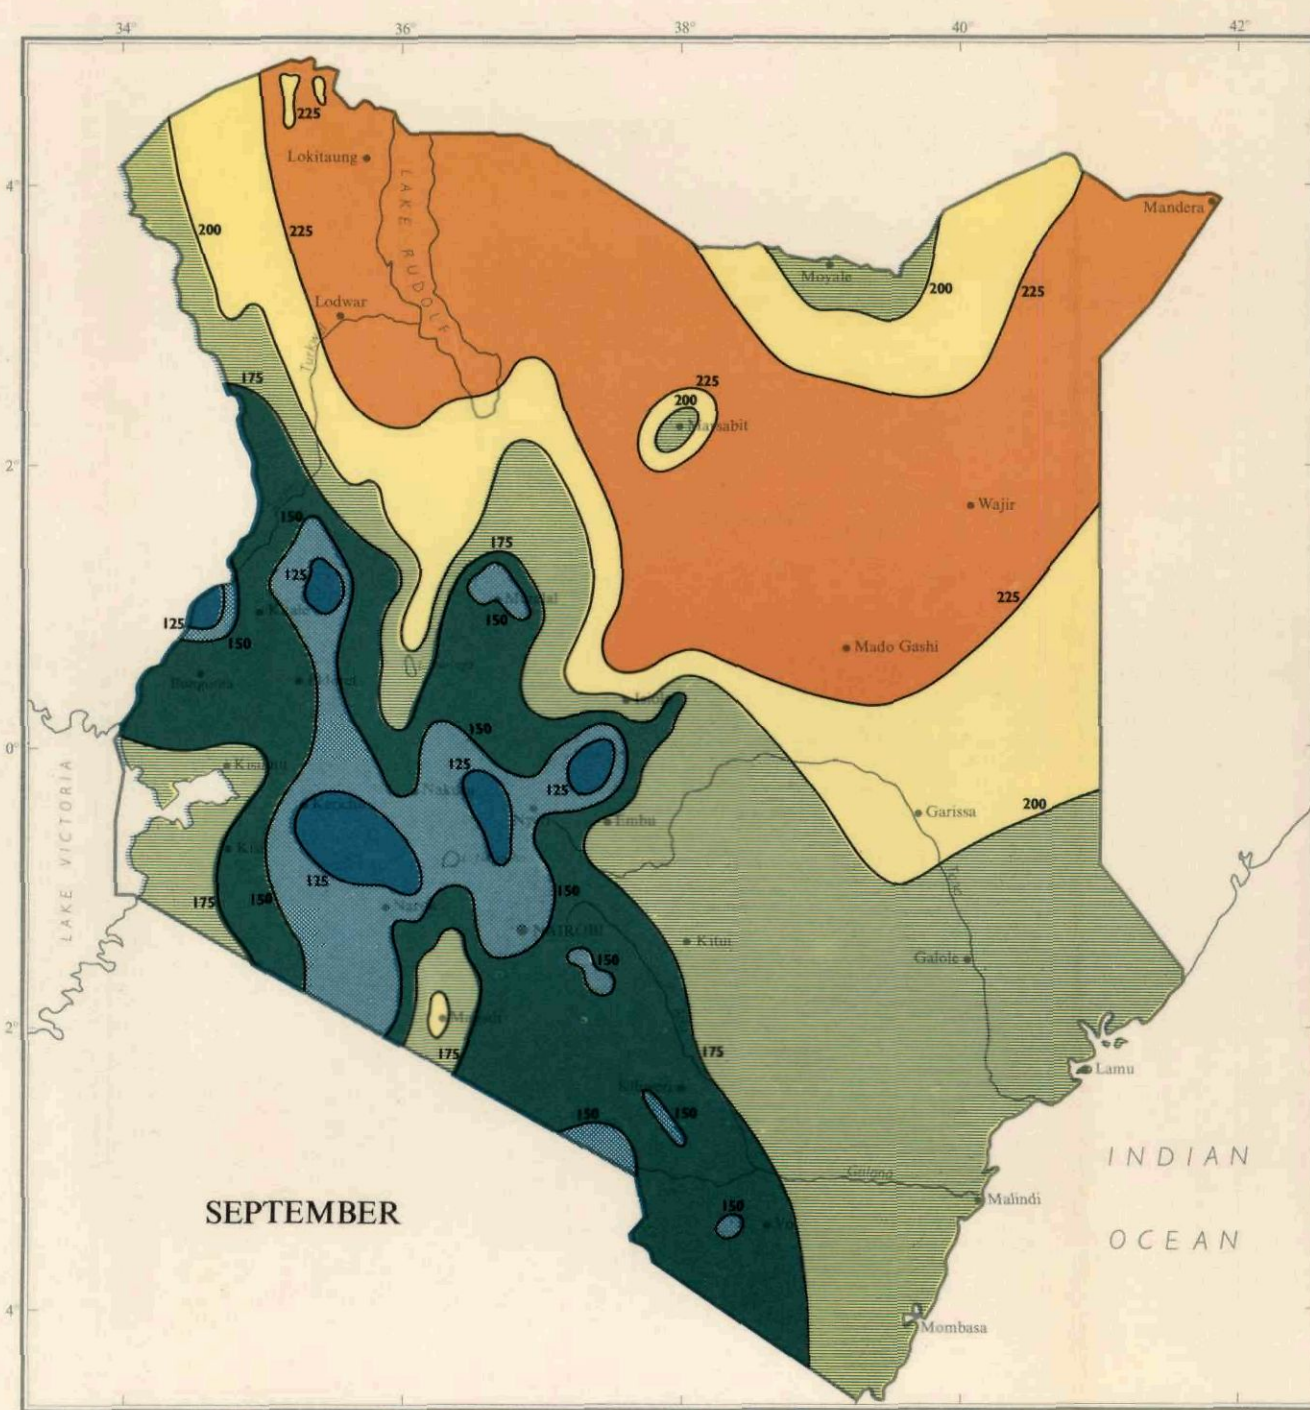 34° 36° 38° 40° 42°
225
Lokitaung
4°
Mandera
LAKE RUDOLF
200
225
Moyale
200
225
Lodwar
175
225
200
Marsabit
2°
Wajir
150
175
125
225
150
125
150
Mado Gashi
150
0°
Kisumu
LAKE VICTORIA
125
125
200
Garissa
Embu
125
175
150
150
NAIROBI
Kitui
150
Galole
2°
175
175
Lamu
150
150
INDIAN
Galana
SEPTEMBER
150
Malindi
OCEAN
4°
Mombasa